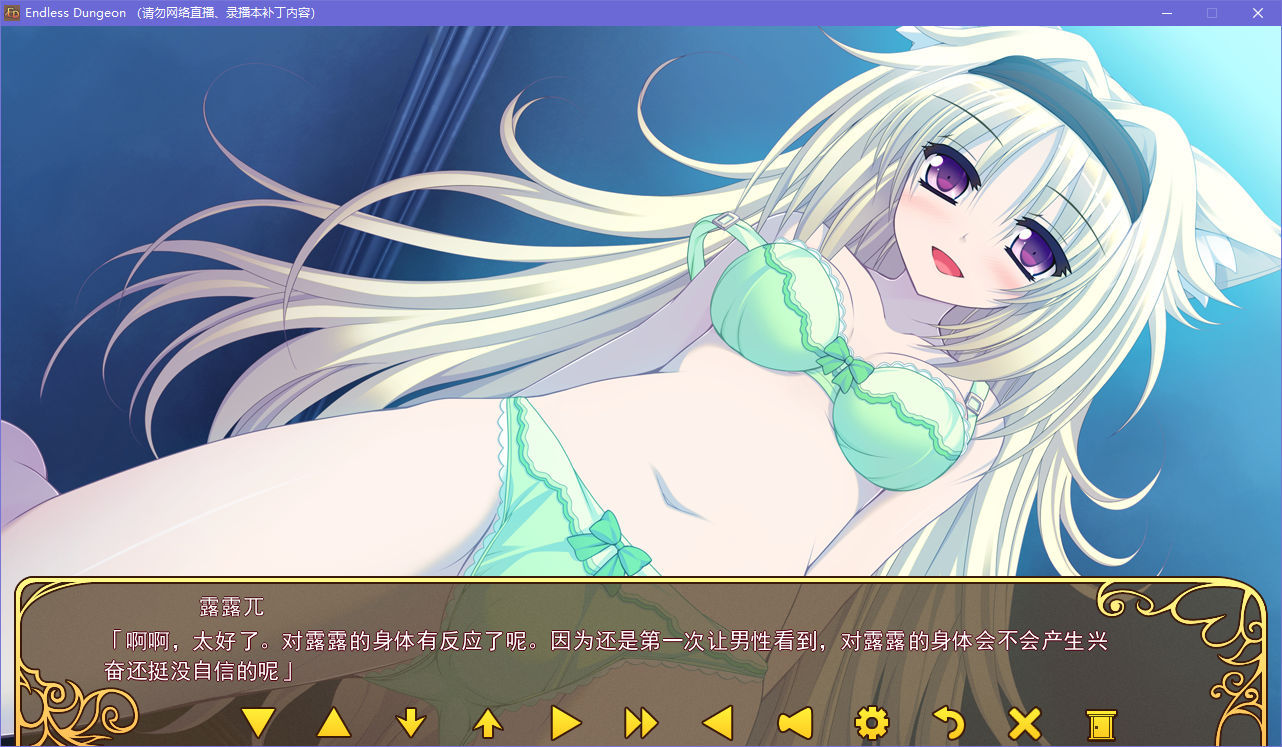 Endless Dungeon （请勿网络直播、录播本补丁内容）
露露兀
「啊啊，太好了。对露露的身体有反应了呢。因为还是第一次让男性看到，对露露的身体会不会产生兴
奋还挺没自信的呢」